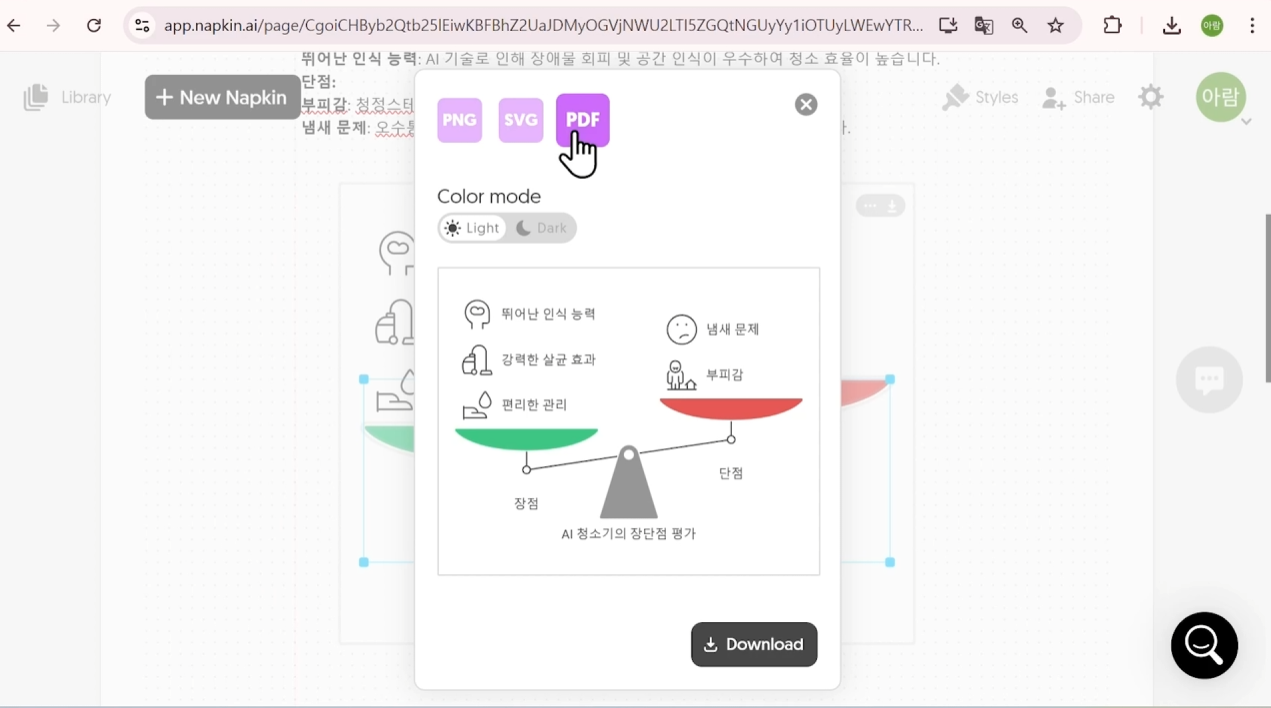 app.napkin.ai/page/CgoiCHByb2Qtb25lEiwKBFBhZ2UaJDMyOGVjNWU2LTI5ZGQtNGUyYy1iOTUyLWEwYTR...
아람
뛰어난 인식 능력: AI 기술로 인해 장애물 회피 및 공간 인식이 우수하여 청소 효율이 높습니다.
단점:
부피감: 청정스테
냄새 문제: 오수통
Library
+ New Napkin
Styles
Share
아람
PNG
SVG
PDF
Color mode
Light
Dark
뛰어난 인식 능력
강력한 살균 효과
편리한 관리
냄새 문제
부피감
장점
단점
AI 청소기의 장단점 평가
Download